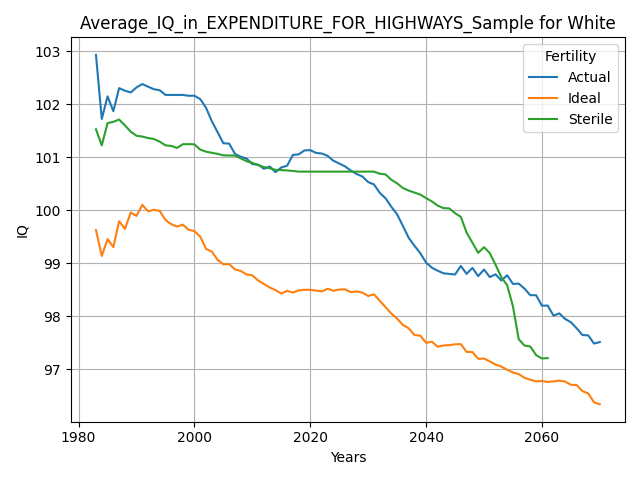 Average_IQ_in_EXPENDITURE_FOR_HIGHWAYS_Sample for White
Fertility
Actual
Ideal
Sterile
IQ
103
102
101
100
99
98
97
1980 2000 2020 2040 2060
Years